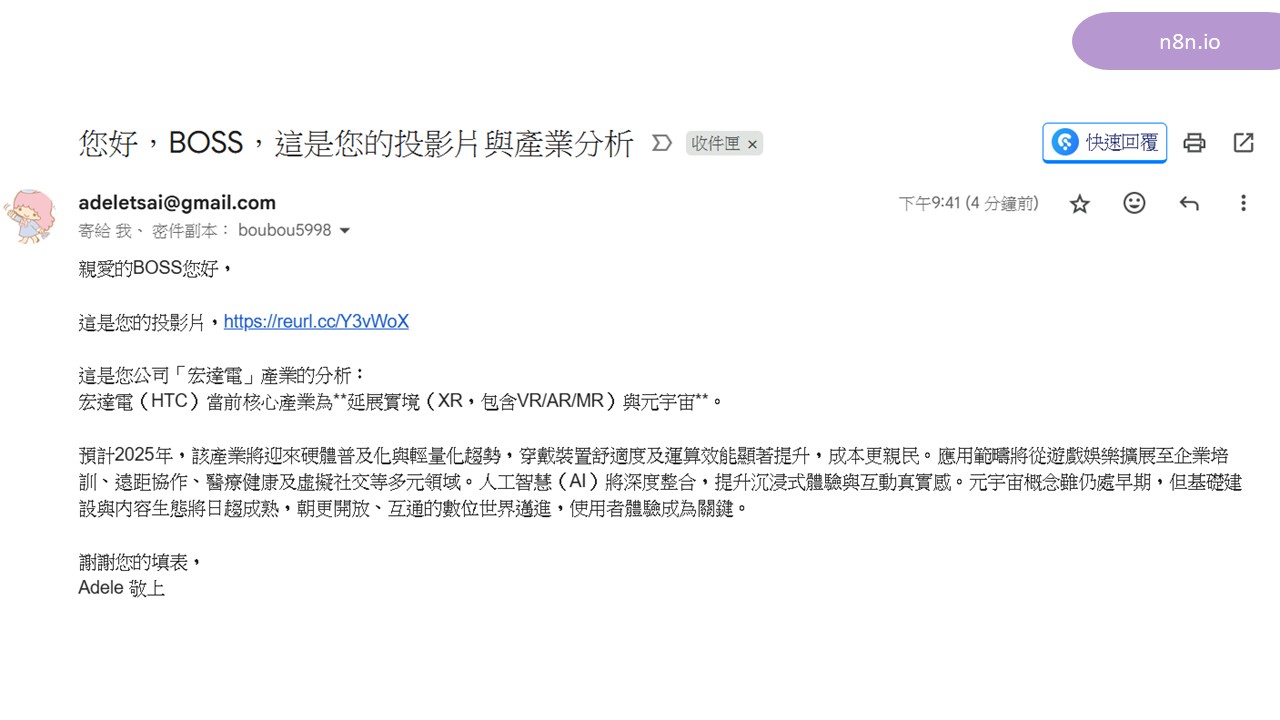 n8n.io
您好，BOSS，這是您的投影片與產業分析 收件匣 × 快速回覆
adeletsai@gmail.com 下午9:41 (4 分鐘前)
寄給 我、 密件副本： boubou5998
親愛的BOSS您好，
這是您的投影片，https://reurl.cc/Y3vWoX
這是您公司「宏達電」產業的分析：
宏達電（HTC）當前核心產業為**延展實境（XR，包含VR/AR/MR）與元宇宙**。
預計2025年，該產業將迎來硬體普及化與輕量化趨勢，穿戴裝置舒適度及運算效能顯著提升，成本更親民。應用範疇將從遊戲娛樂擴展至企業培
訓、遠距協作、醫療健康及虛擬社交等多元領域。人工智慧（AI）將深度整合，提升沉浸式體驗與互動真實感。元宇宙概念雖仍處早期，但基礎建
設與內容生態將日趨成熟，朝更開放、互通的數位世界邁進，使用者體驗成為關鍵。
謝謝您的填表，
Adele 敬上